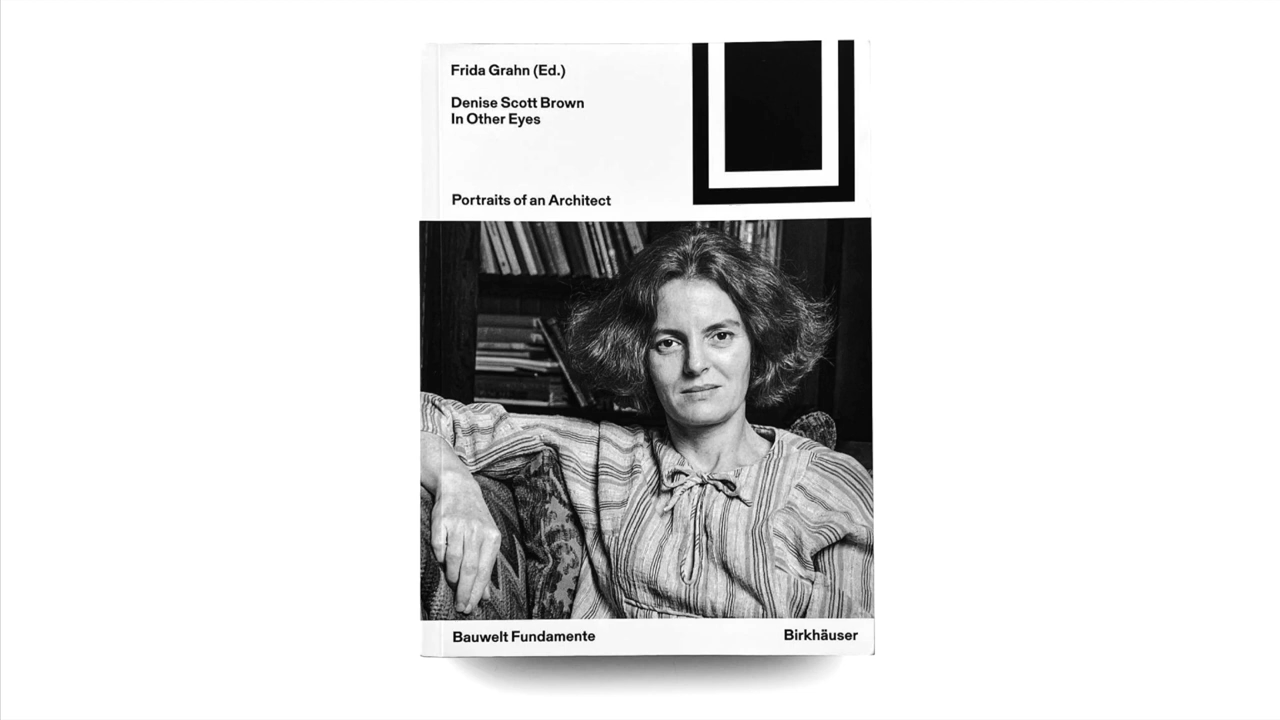 Frida Grahn (Ed.)
Denise Scott Brown
In Other Eyes
Portraits of an Architect
Bauwelt Fundamente
Birkhäuser